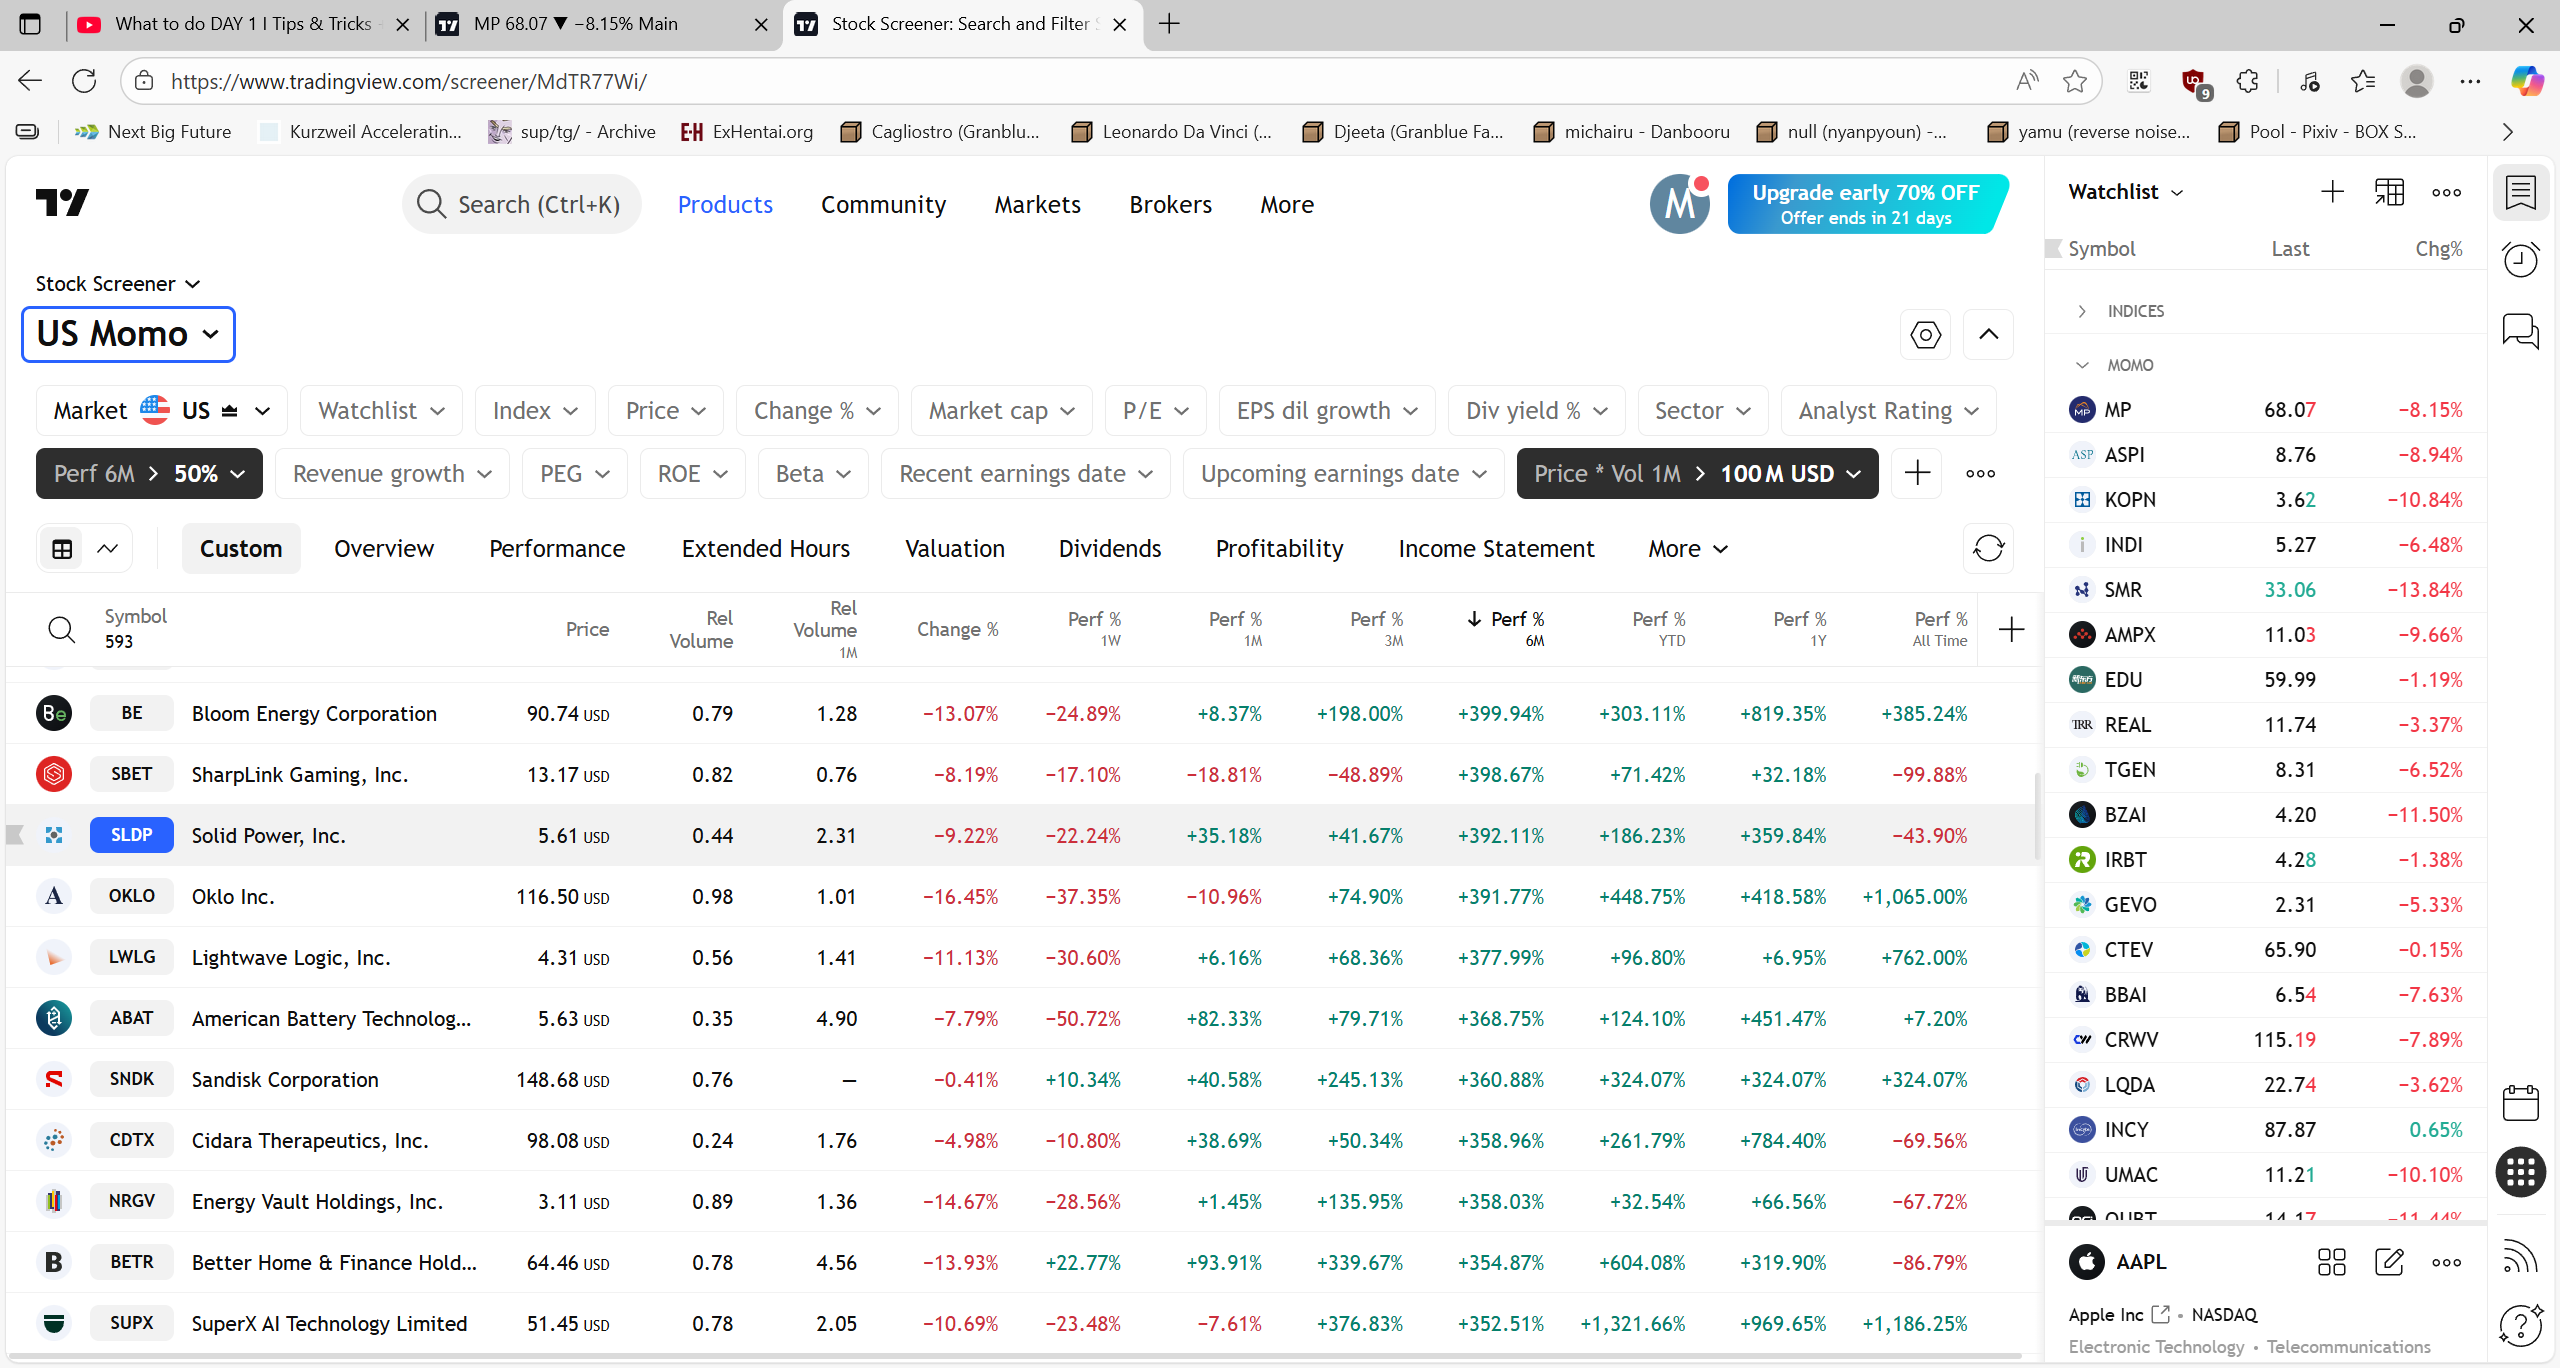 What to do DAY 1 I Tips & Tricks
MP 68.07 ▼ −8.15% Main
Stock Screener: Search and Filter
https://www.tradingview.com/screener/MdTR77Wi/
9
Next Big Future
Kurzweil Acceleratin...
sup/tg/ - Archive
ExHentai.org
Cagliostro (Granblu...
Leonardo Da Vinci (...
Djeeta (Granblue Fa...
michairu - Danbooru
null (nyanpyoun) -...
yamu (reverse noise...
Pool - Pixiv - BOX S...
Search (Ctrl+K)
Products
Community
Markets
Brokers
More
M
Upgrade early 70% OFF
Offer ends in 21 days
Stock Screener
US Momo
Market US
Watchlist
Index
Price
Change %
Market cap
P/E
EPS dil growth
Div yield %
Sector
Analyst Rating
Perf 6M > 50%
Revenue growth
PEG
ROE
Beta
Recent earnings date
Upcoming earnings date
Price * Vol 1M > 100 M USD
Custom
Overview
Performance
Extended Hours
Valuation
Dividends
Profitability
Income Statement
More
Symbol 593 Price Rel Volume Rel Volume 1M Change % Perf % 1W Perf % 1M Perf % 3M ↓ Perf % 6M Perf % YTD Perf % 1Y Perf % All Time
Be BE Bloom Energy Corporation 90.74 USD 0.79 1.28 −13.07% −24.89% +8.37% +198.00% +399.94% +303.11% +819.35% +385.24%
SBET SharpLink Gaming, Inc. 13.17 USD 0.82 0.76 −8.19% −17.10% −18.81% −48.89% +398.67% +71.42% +32.18% −99.88%
SLDP Solid Power, Inc. 5.61 USD 0.44 2.31 −9.22% −22.24% +35.18% +41.67% +392.11% +186.23% +359.84% −43.90%
A OKLO Oklo Inc. 116.50 USD 0.98 1.01 −16.45% −37.35% −10.96% +74.90% +391.77% +448.75% +418.58% +1,065.00%
LWLG Lightwave Logic, Inc. 4.31 USD 0.56 1.41 −11.13% −30.60% +6.16% +68.36% +377.99% +96.80% +6.95% +762.00%
ABAT American Battery Technolog... 5.63 USD 0.35 4.90 −7.79% −50.72% +82.33% +79.71% +368.75% +124.10% +451.47% +7.20%
SNDK Sandisk Corporation 148.68 USD 0.76 — −0.41% +10.34% +40.58% +245.13% +360.88% +324.07% +324.07% +324.07%
CDTX Cidara Therapeutics, Inc. 98.08 USD 0.24 1.76 −4.98% −10.80% +38.69% +50.34% +358.96% +261.79% +784.40% −69.56%
NRGV Energy Vault Holdings, Inc. 3.11 USD 0.89 1.36 −14.67% −28.56% +1.45% +135.95% +358.03% +32.54% +66.56% −67.72%
B BETR Better Home & Finance Hold... 64.46 USD 0.78 4.56 −13.93% +22.77% +93.91% +339.67% +354.87% +604.08% +319.90% −86.79%
SUPX SuperX AI Technology Limited 51.45 USD 0.78 2.05 −10.69% −23.48% −7.61% +376.83% +352.51% +1,321.66% +969.65% +1,186.25%
Watchlist
Symbol Last Chg%
INDICES
MOMO
MP 68.07 −8.15%
ASPI 8.76 −8.94%
KOPN 3.62 −10.84%
INDI 5.27 −6.48%
SMR 33.06 −13.84%
AMPX 11.03 −9.66%
EDU 59.99 −1.19%
REAL 11.74 −3.37%
TGEN 8.31 −6.52%
BZAI 4.20 −11.50%
IRBT 4.28 −1.38%
GEVO 2.31 −5.33%
CTEV 65.90 −0.15%
BBAI 6.54 −7.63%
CRWV 115.19 −7.89%
LQDA 22.74 −3.62%
INCY 87.87 0.65%
UMAC 11.21 −10.10%
QUBT 14.17 −11.44%
AAPL
Apple Inc • NASDAQ
Electronic Technology • Telecommunications